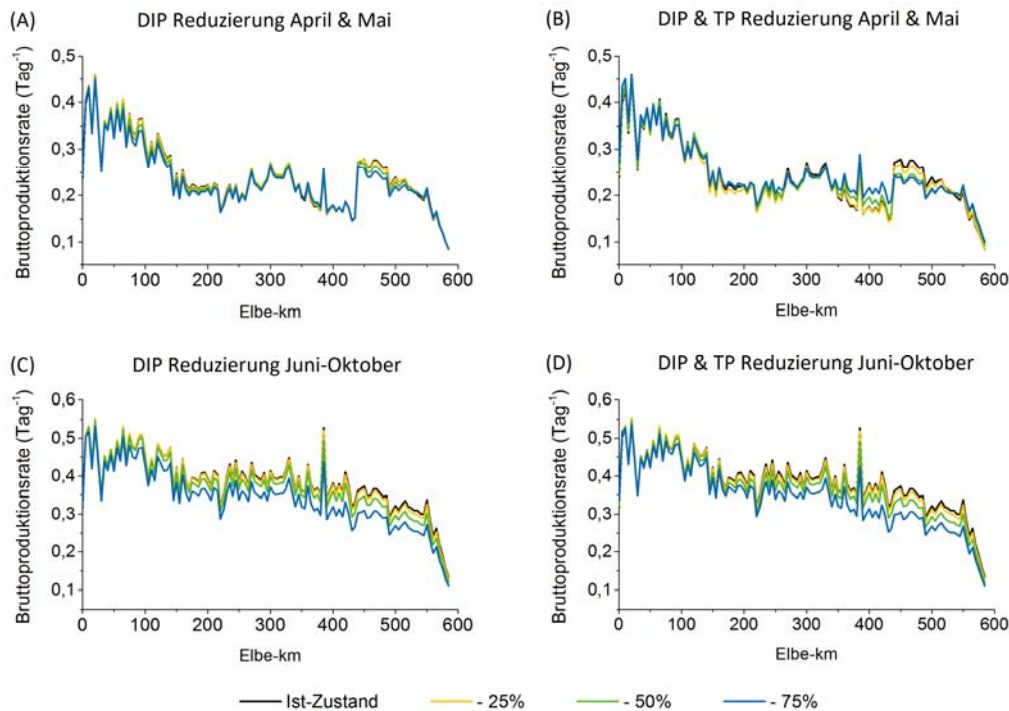 (A) DIP Reduzierung April & Mai
Bruttoproduktionsrate (Tag⁻¹)
0,5
0,4
0,3
0,2
0,1
0 100 200 300 400 500 600
Elbe-km
(B) DIP & TP Reduzierung April & Mai
Bruttoproduktionsrate (Tag⁻¹)
0,5
0,4
0,3
0,2
0,1
0 100 200 300 400 500 600
Elbe-km
(C) DIP Reduzierung Juni-Oktober
Bruttoproduktionsrate (Tag⁻¹)
0,6
0,5
0,4
0,3
0,2
0,1
0 100 200 300 400 500 600
Elbe-km
(D) DIP & TP Reduzierung Juni-Oktober
Bruttoproduktionsrate (Tag⁻¹)
0,6
0,5
0,4
0,3
0,2
0,1
0 100 200 300 400 500 600
Elbe-km
Ist-Zustand - 25% - 50% - 75%